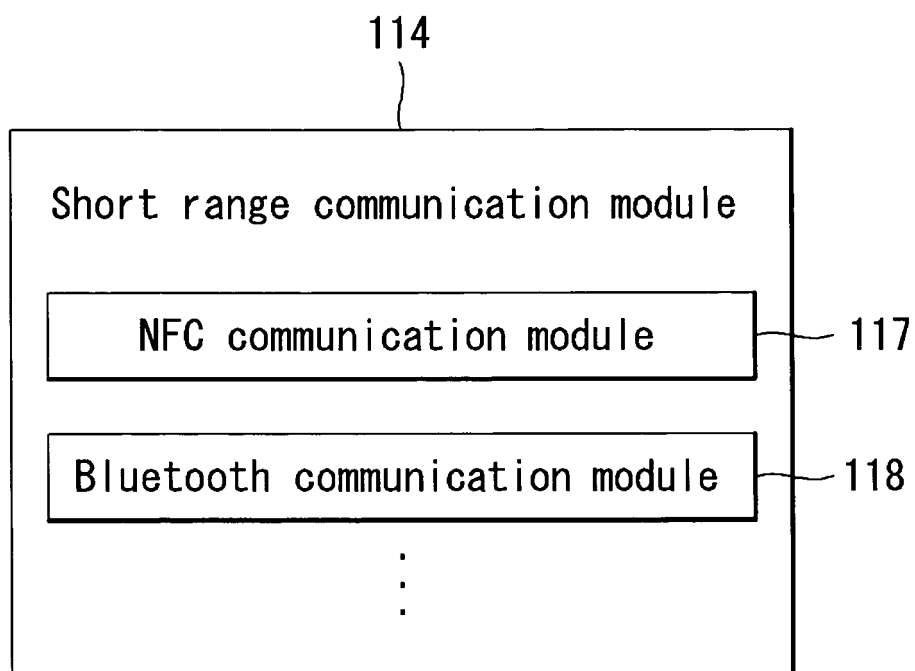 114
Short range communication module
NFC communication module
117
Bluetooth communication module
118